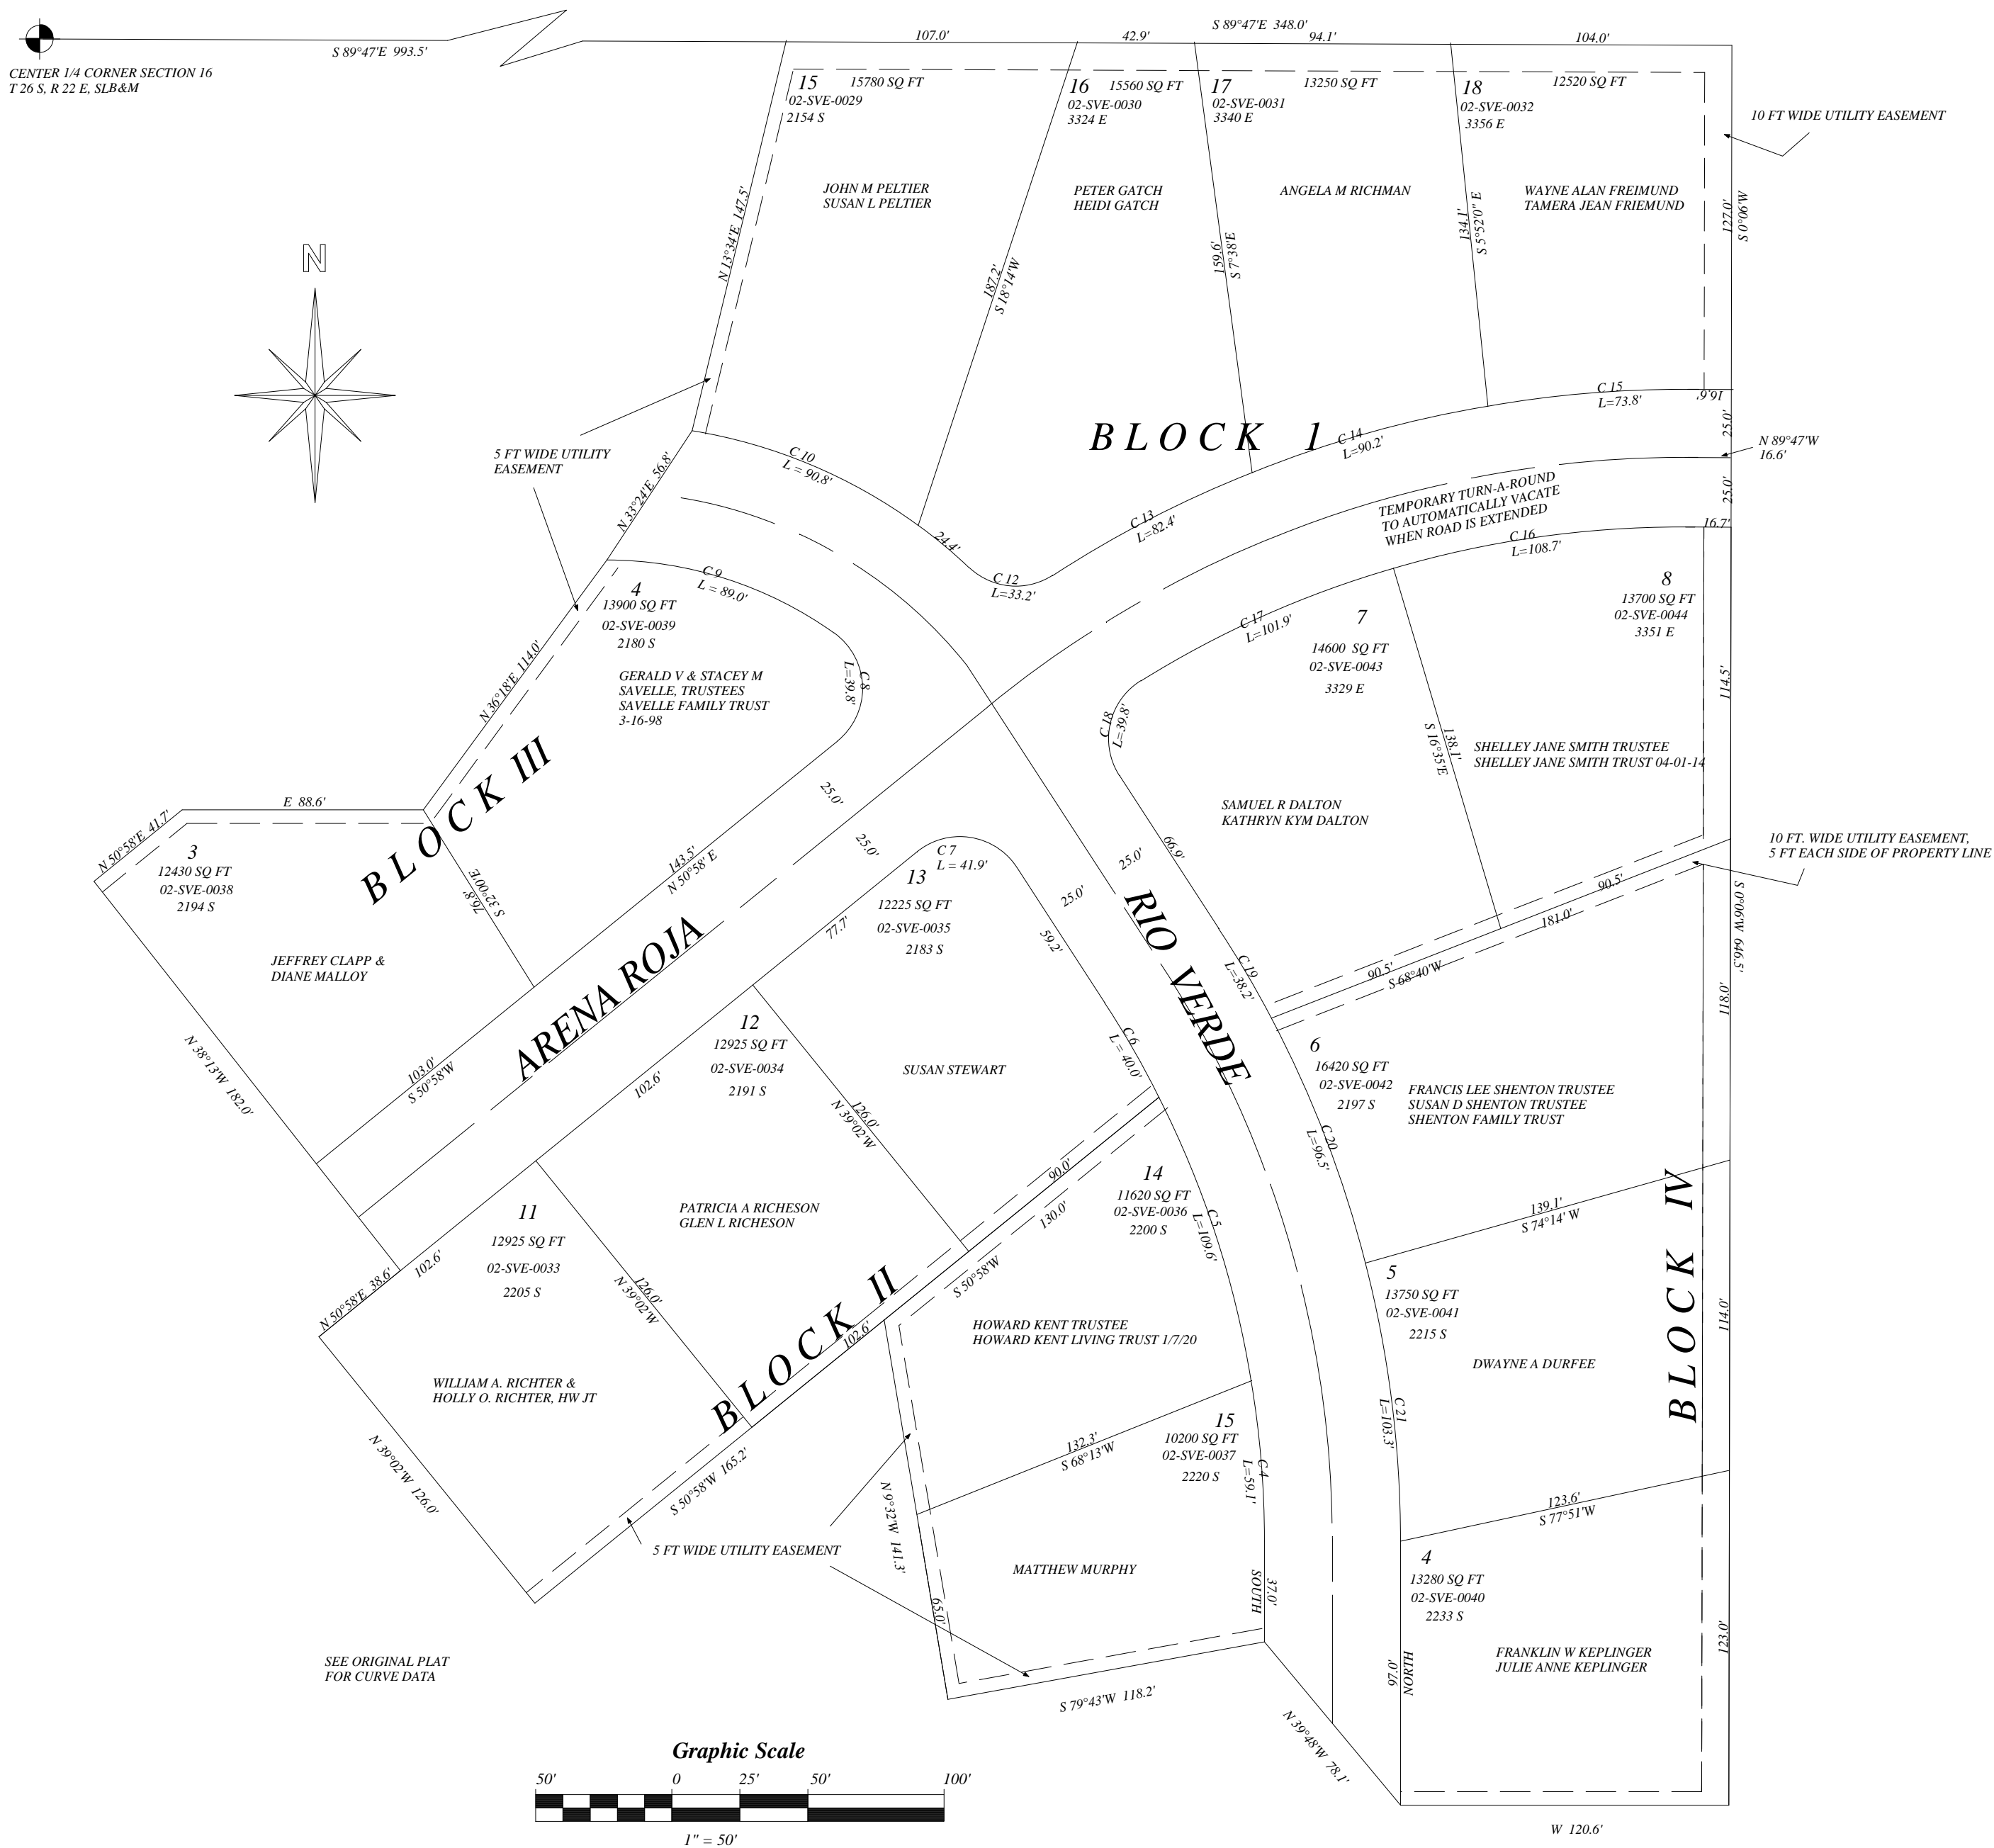 S 89°47'E 348.0'
107.0'
42.9'
94.1'
104.0'
S 89°47'E 993.5'
CENTER 1/4 CORNER SECTION 16
T 26 S, R 22 E, SLB&M
15
15780 SQ FT
02-SVE-0029
2154 S
16
15560 SQ FT
02-SVE-0030
3324 E
17
13250 SQ FT
02-SVE-0031
3340 E
18
12520 SQ FT
02-SVE-0032
3356 E
10 FT WIDE UTILITY EASEMENT
JOHN M PELTIER
SUSAN L PELTIER
PETER GATCH
HEIDI GATCH
ANGELA M RICHMAN
WAYNE ALAN FREIMUND
TAMERA JEAN FRIEMUND
N 13°34'E 147.5'
187.2'
S 18°14'W
159.6'
S 7°38'E
134.1'
S 5°52'0" E
127.0'
S 0°06'W
N
5 FT WIDE UTILITY
EASEMENT
N 33°24'E 56.8'
C 10
L = 90.8'
24.4'
C 12
L=33.2'
C 13
L=82.4'
BLOCK 1
C 14
L=90.2'
C 15
L=73.8'
16.6'
25.0'
N 89°47'W
16.6'
25.0'
16.7'
TEMPORARY TURN-A-ROUND
TO AUTOMATICALLY VACATE
WHEN ROAD IS EXTENDED
C 16
L=108.7'
C 17
L=101.9'
C 18
L=39.8'
4
13900 SQ FT
02-SVE-0039
2180 S
GERALD V & STACEY M
SAVELLE, TRUSTEES
SAVELLE FAMILY TRUST
3-16-98
C 9
L = 89.0'
C 8
L=39.8'
N 36°18'E 114.0'
7
14600 SQ FT
02-SVE-0043
3329 E
SAMUEL R DALTON
KATHRYN KYM DALTON
8
13700 SQ FT
02-SVE-0044
3351 E
SHELLEY JANE SMITH TRUSTEE
SHELLEY JANE SMITH TRUST 04-01-14
138.1'
S 16°35'E
114.5'
10 FT. WIDE UTILITY EASEMENT,
5 FT EACH SIDE OF PROPERTY LINE
BLOCK III
E 88.6'
N 50°58'E 41.7'
3
12430 SQ FT
02-SVE-0038
2194 S
JEFFREY CLAPP &
DIANE MALLOY
76.8'
S 32°00'E
N 38°13'W 182.0'
143.5'
N 50°58' E
103.0'
S 50°58'W
25.0'
25.0'
ARENA ROJA
25.0'
25.0'
RIO VERDE
66.9'
C 19
L=38.2'
90.5'
181.0'
90.5'
S 68°40'W
S 0°06'W 646.5'
118.0'
C 7
L = 41.9'
13
12225 SQ FT
02-SVE-0035
2183 S
SUSAN STEWART
77.7'
59.2'
C 6
L = 40.0'
12
12925 SQ FT
02-SVE-0034
2191 S
PATRICIA A RICHESON
GLEN L RICHESON
102.6'
126.0'
N 39°02'W
6
16420 SQ FT
02-SVE-0042
2197 S
FRANCIS LEE SHENTON TRUSTEE
SUSAN D SHENTON TRUSTEE
SHENTON FAMILY TRUST
C 20
L=96.5'
139.1'
S 74°14' W
11
12925 SQ FT
02-SVE-0033
2205 S
WILLIAM A. RICHTER &
HOLLY O. RICHTER, HW JT
N 50°58'E 38.6'
102.6'
126.0'
N 39°02'W
N 39°02'W 126.0'
S 50°58'W 165.2'
BLOCK II
102.6'
90.0'
130.0'
S 50°58'W
14
11620 SQ FT
02-SVE-0036
2200 S
HOWARD KENT TRUSTEE
HOWARD KENT LIVING TRUST 1/7/20
C 5
L=109.6'
5
13750 SQ FT
02-SVE-0041
2215 S
DWAYNE A DURFEE
114.0'
BLOCK IV
C 21
L=103.3'
123.6'
S 77°51'W
132.3'
S 68°13'W
15
10200 SQ FT
02-SVE-0037
2220 S
MATTHEW MURPHY
C 4
L=59.1'
N 9°32'W 141.3'
65.0'
5 FT WIDE UTILITY EASEMENT
37.0'
SOUTH
S 79°43'W 118.2'
N 39°48'W 78.1'
4
13280 SQ FT
02-SVE-0040
2233 S
FRANKLIN W KEPLINGER
JULIE ANNE KEPLINGER
NORTH
97.0'
123.0'
W 120.6'
SEE ORIGINAL PLAT
FOR CURVE DATA
Graphic Scale
50' 0 25' 50' 100'
1" = 50'